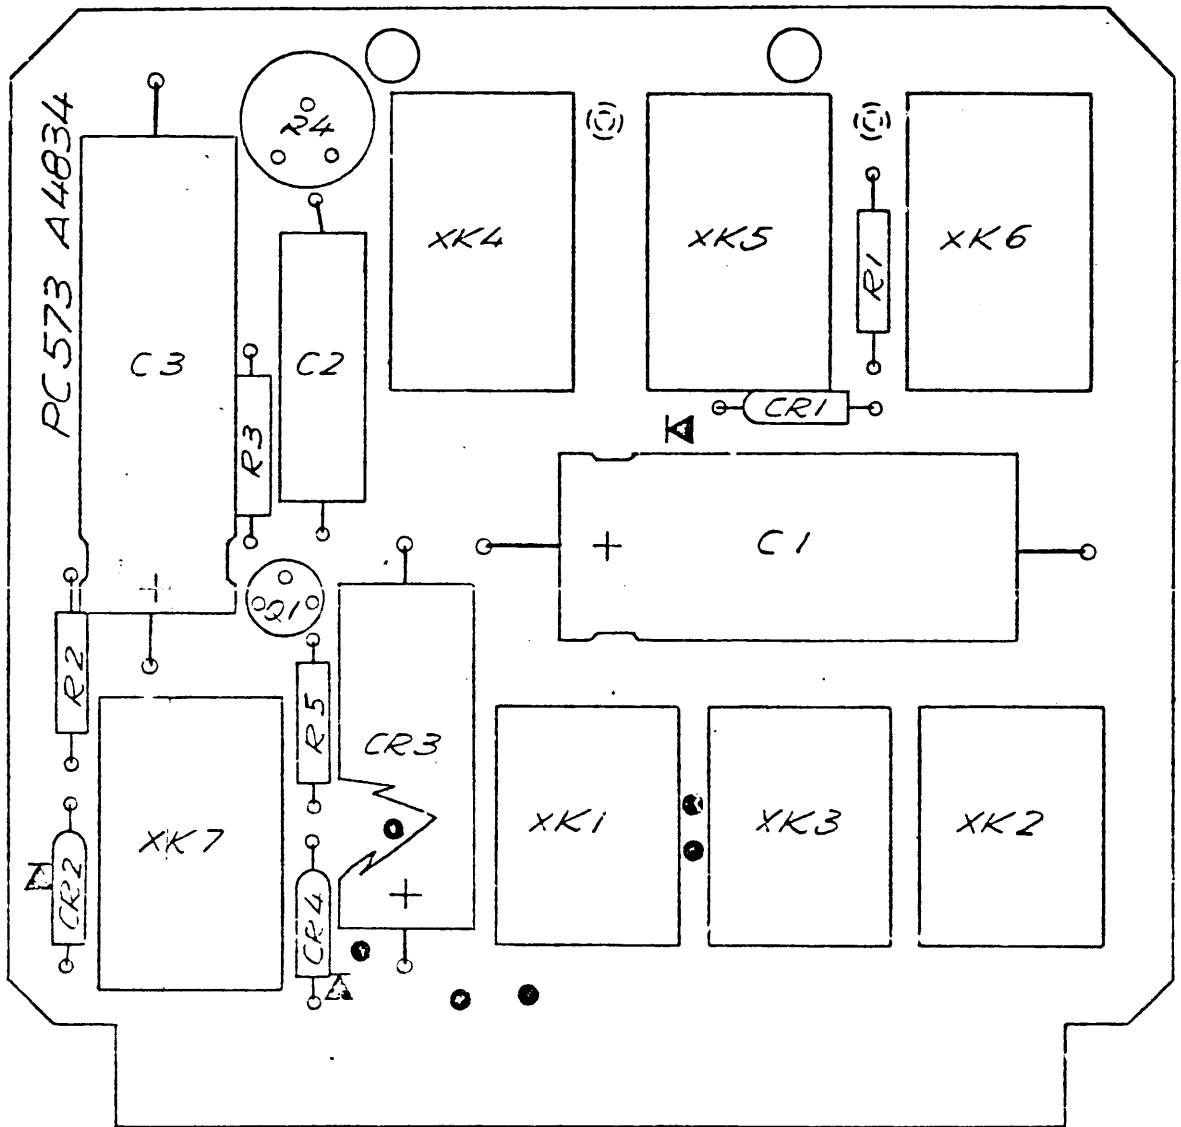 PC573 A4834
R4
XK4
XK5
XK6
R1
C3
C2
R3
CR1
C1
+
+
Q1
R2
R5
CR3
XK7
XK1
XK3
XK2
CR2
CR4
+